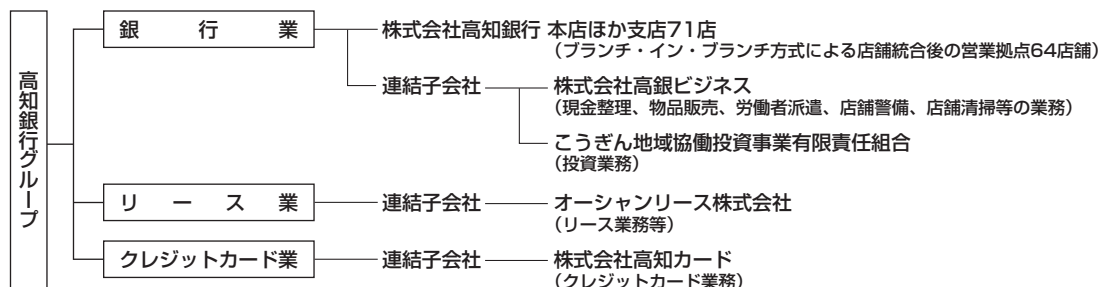 高知銀行グループ
銀行業
株式会社高知銀行 本店ほか支店71店
（ブランチ・イン・ブランチ方式による店舗統合後の営業拠点64店舗）
連結子会社
株式会社高銀ビジネス
（現金整理、物品販売、労働者派遣、店舗警備、店舗清掃等の業務）
こうぎん地域協働投資事業有限責任組合
（投資業務）
リース業
連結子会社
オーシャンリース株式会社
（リース業務等）
クレジットカード業
連結子会社
株式会社高知カード
（クレジットカード業務）